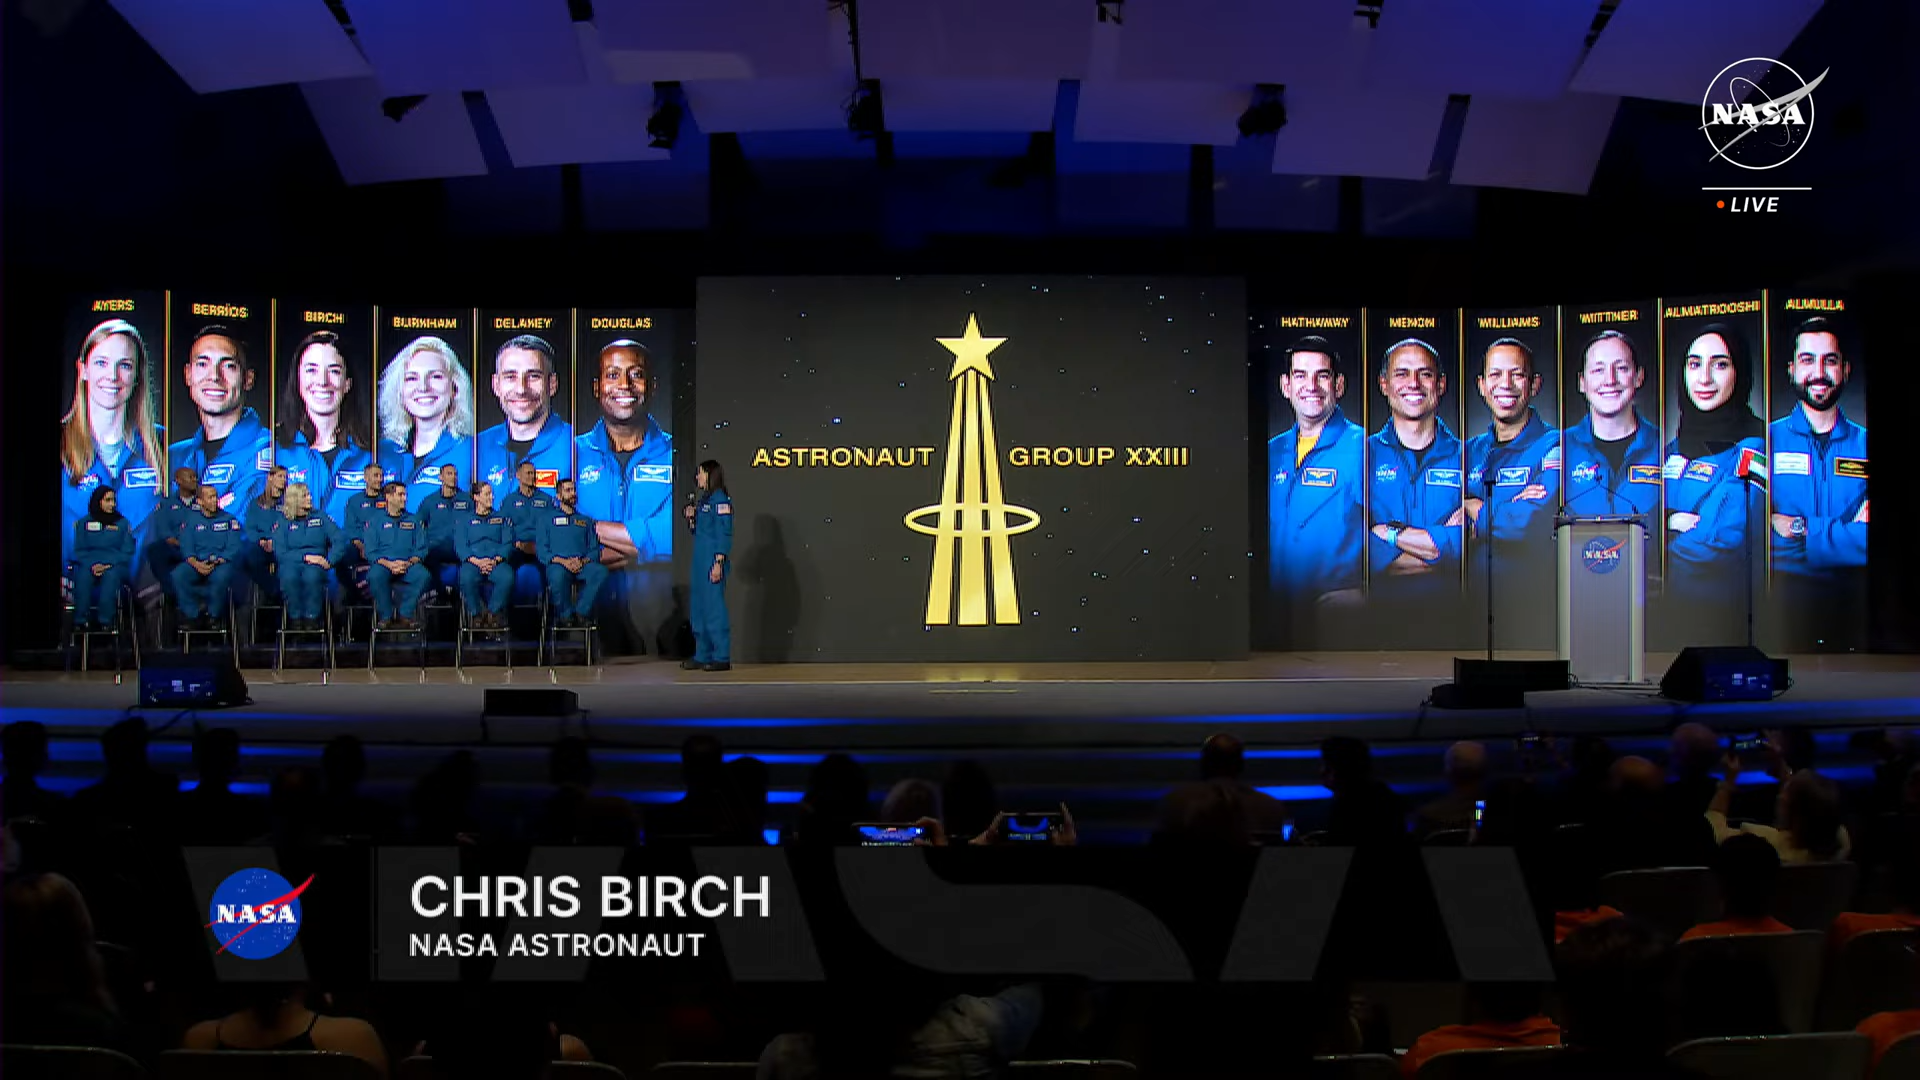 NASA
LIVE
AYERS
BERRÍOS
BIRCH
BURNHAM
DELANEY
DOUGLAS
HATHAWAY
MENON
WILLIAMS
WITTNER
ALMATROOSHI
ALMULLA
ASTRONAUT GROUP XXIII
NASA
NASA
CHRIS BIRCH
NASA ASTRONAUT